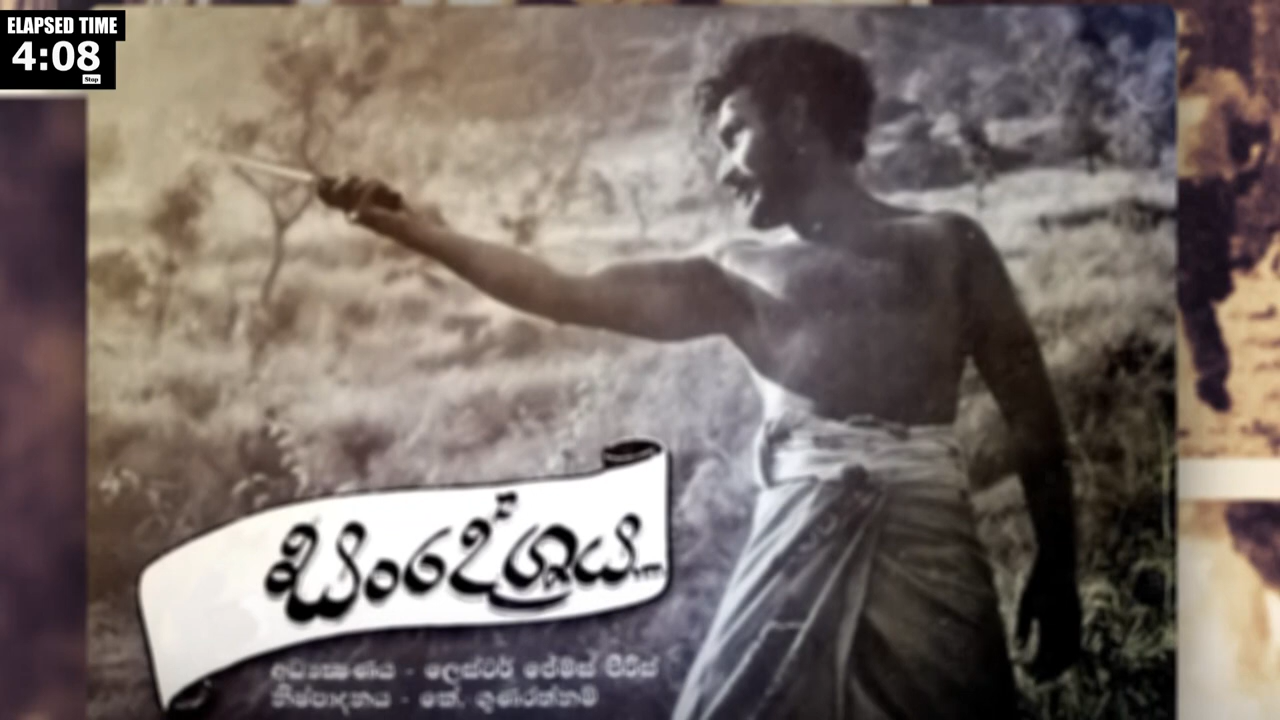 ELAPSED TIME
4:08
Stop
සංදේශය...
අධ්‍යක්ෂණය - ලෙස්ටර් ජේම්ස් පීරිස්
නිෂ්පාදනය - කේ. ගුණරත්නම්